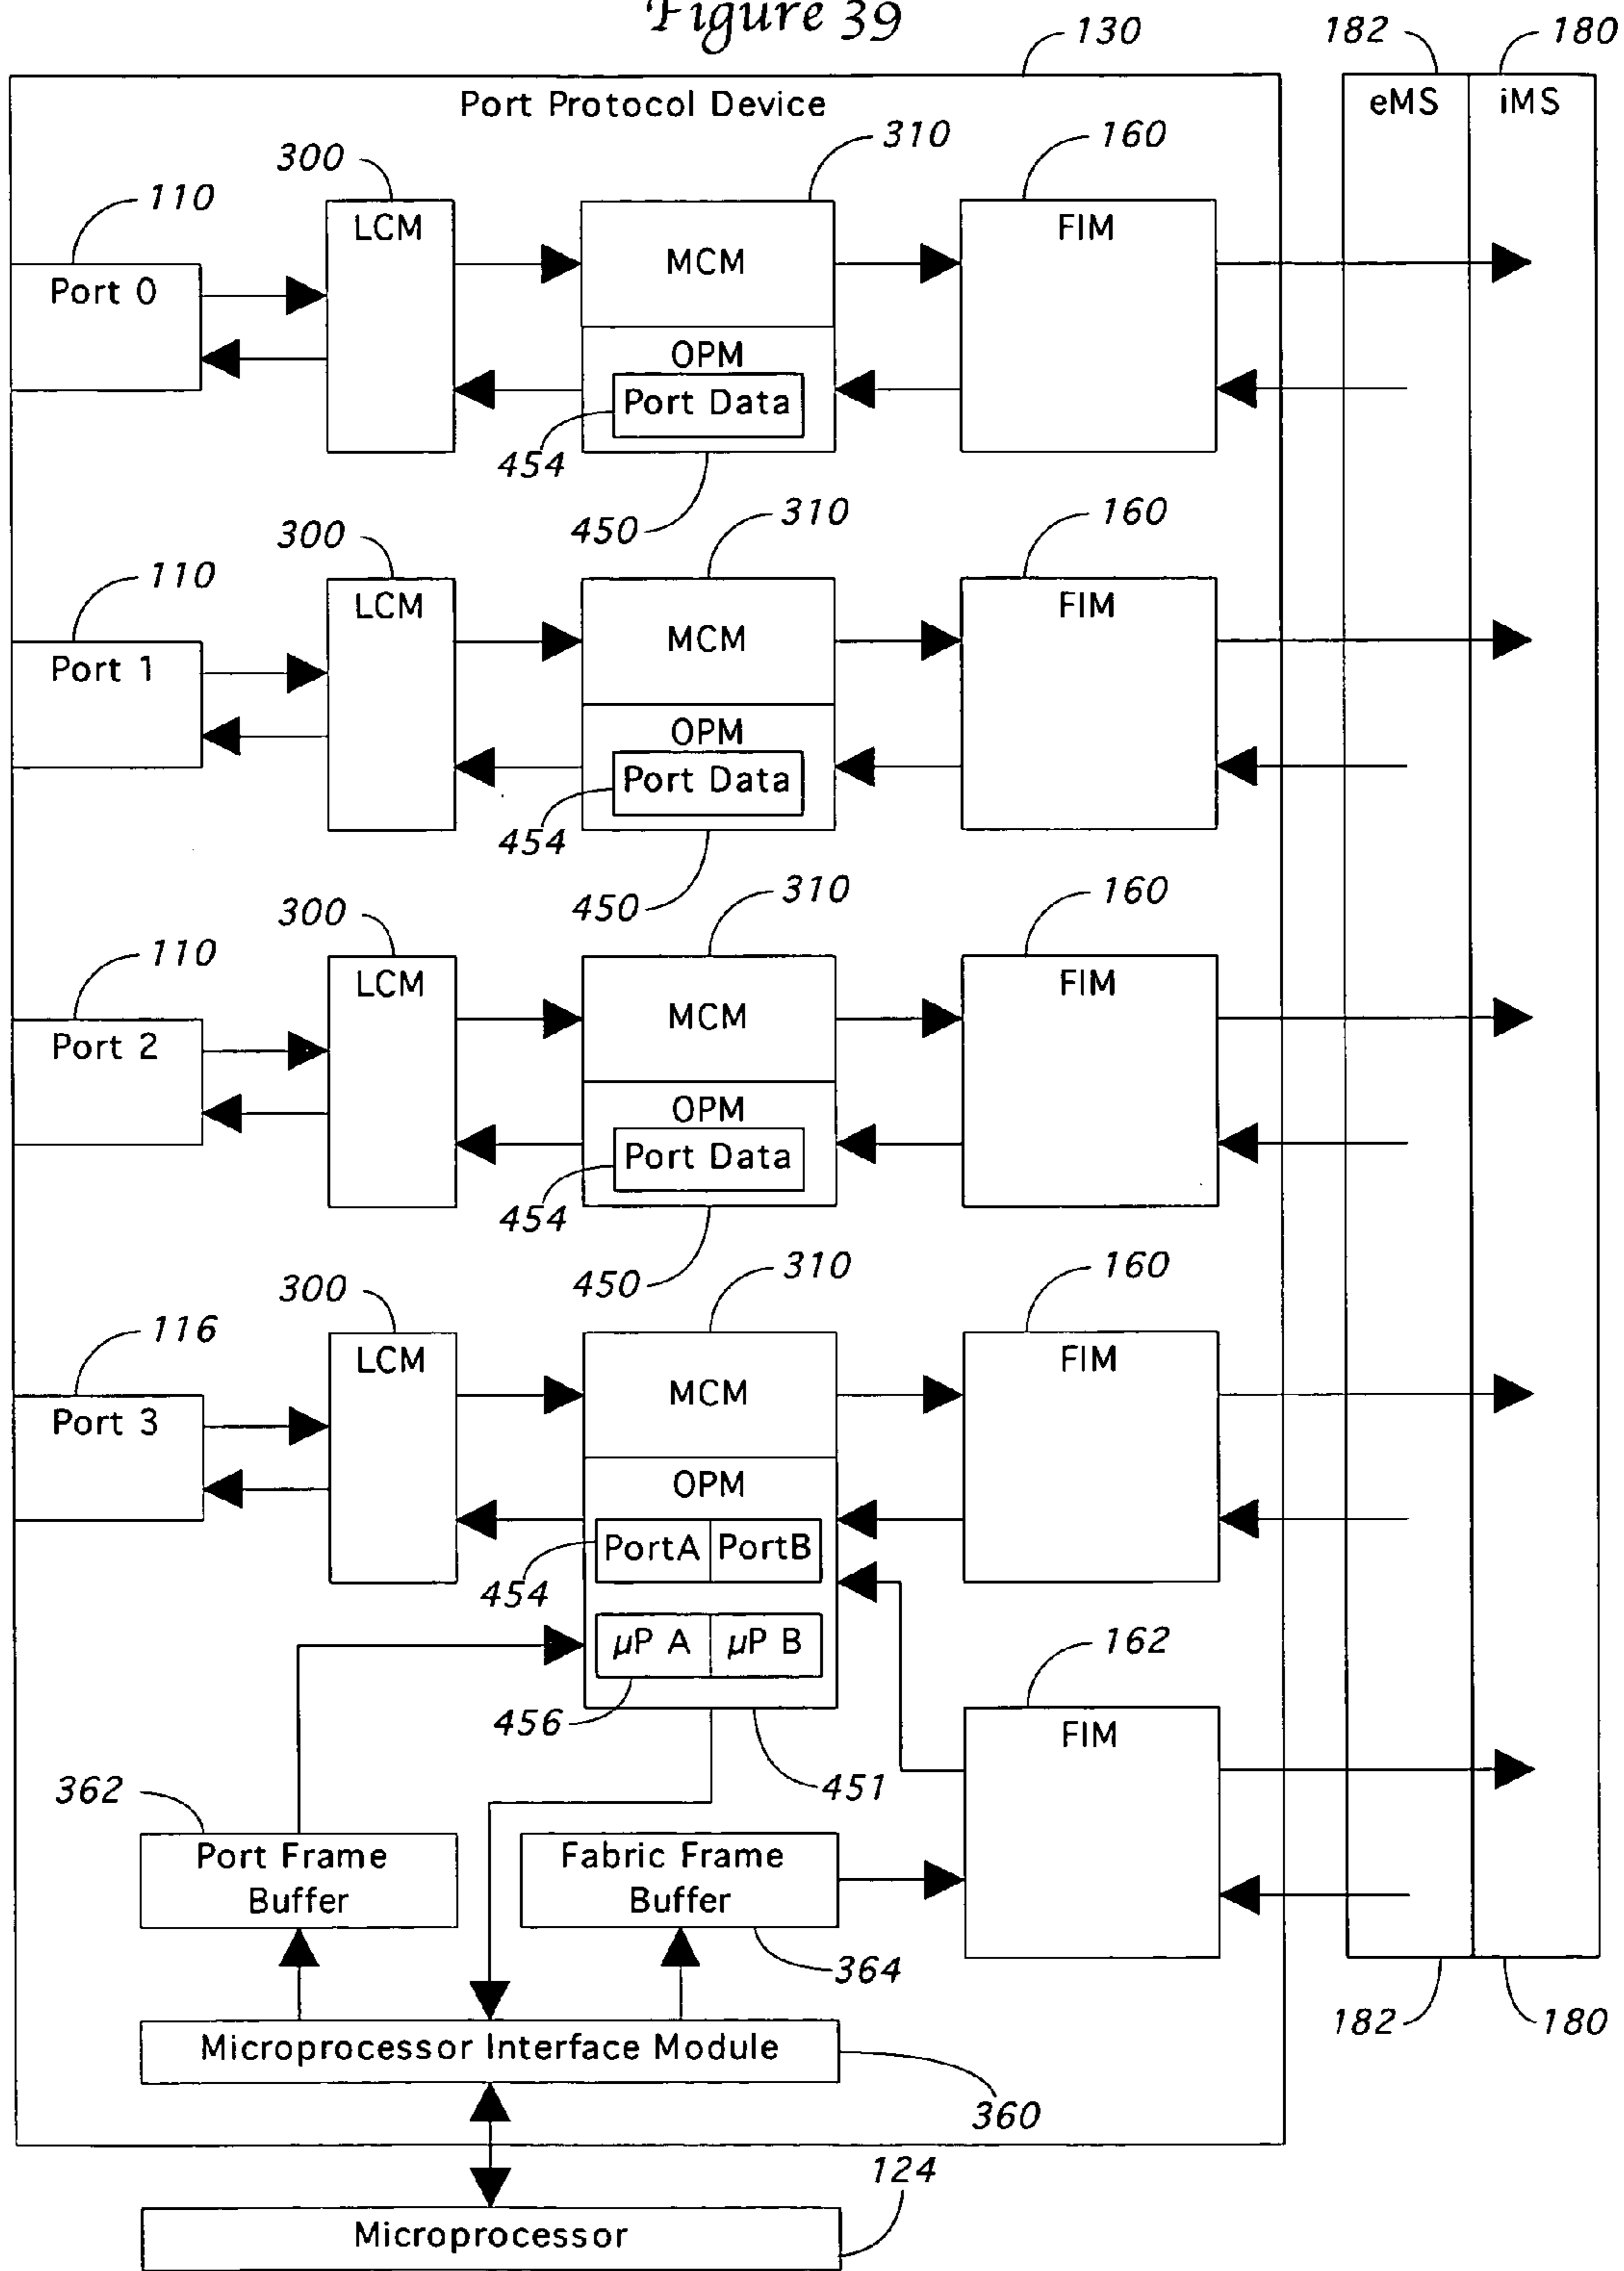 Figure 39
130
182
180
Port Protocol Device
eMS
iMS
310
160
300
110
LCM
MCM
FIM
Port 0
OPM
Port Data
454
450
310
160
300
110
LCM
MCM
FIM
Port 1
OPM
Port Data
454
450
310
160
300
110
LCM
MCM
FIM
Port 2
OPM
Port Data
454
450
310
160
300
116
LCM
MCM
FIM
Port 3
OPM
PortA
PortB
454
µP A
µP B
456
162
FIM
451
362
Port Frame
Buffer
Fabric Frame
Buffer
364
182
180
Microprocessor Interface Module
360
124
Microprocessor